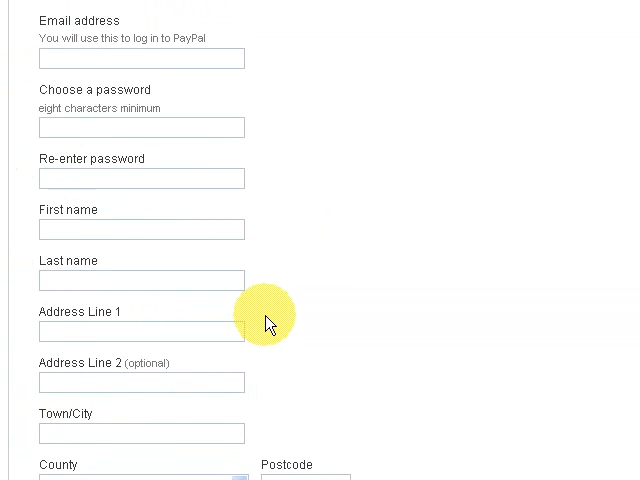 Email address
You will use this to log in to PayPal
Choose a password
eight characters minimum
Re-enter password
First name
Last name
Address Line 1
Address Line 2 (optional)
Town/City
County Postcode